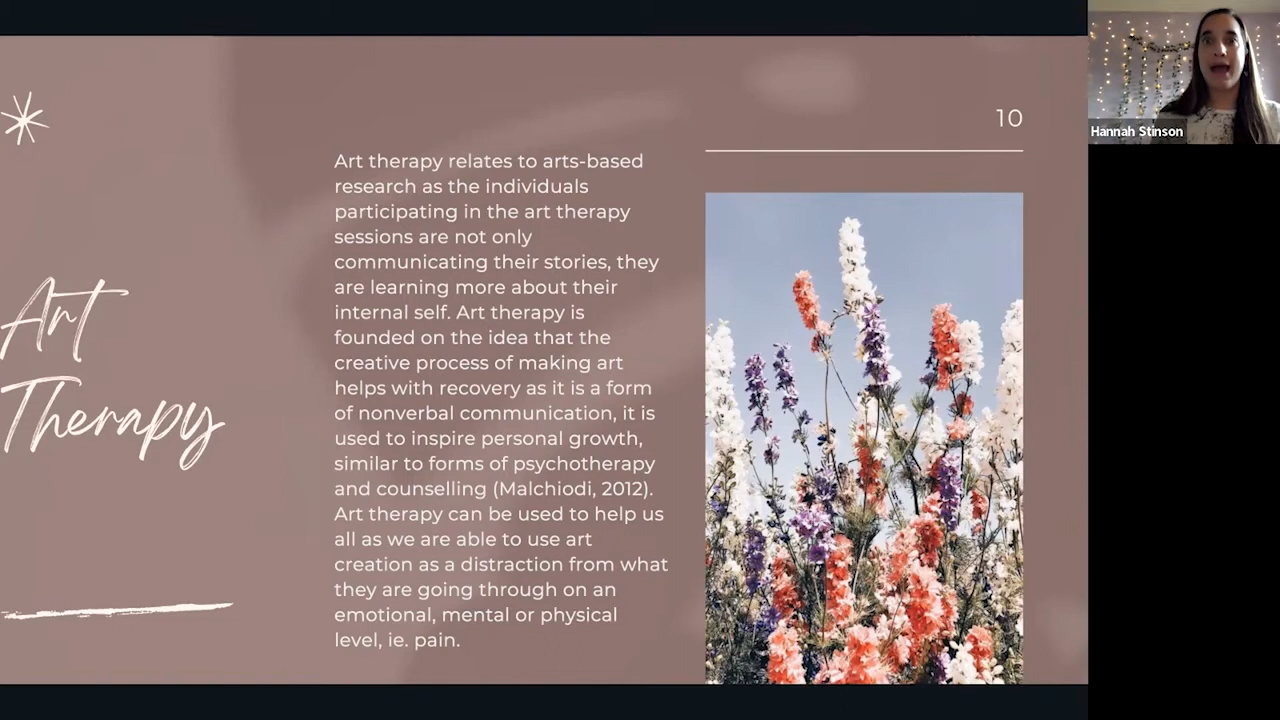 Art
Therapy
Art therapy relates to arts-based
research as the individuals
participating in the art therapy
sessions are not only
communicating their stories, they
are learning more about their
internal self. Art therapy is
founded on the idea that the
creative process of making art
helps with recovery as it is a form
of nonverbal communication, it is
used to inspire personal growth,
similar to forms of psychotherapy
and counselling (Malchiodi, 2012).
Art therapy can be used to help us
all as we are able to use art
creation as a distraction from what
they are going through on an
emotional, mental or physical
level, ie. pain.
10
Hannah Stinson